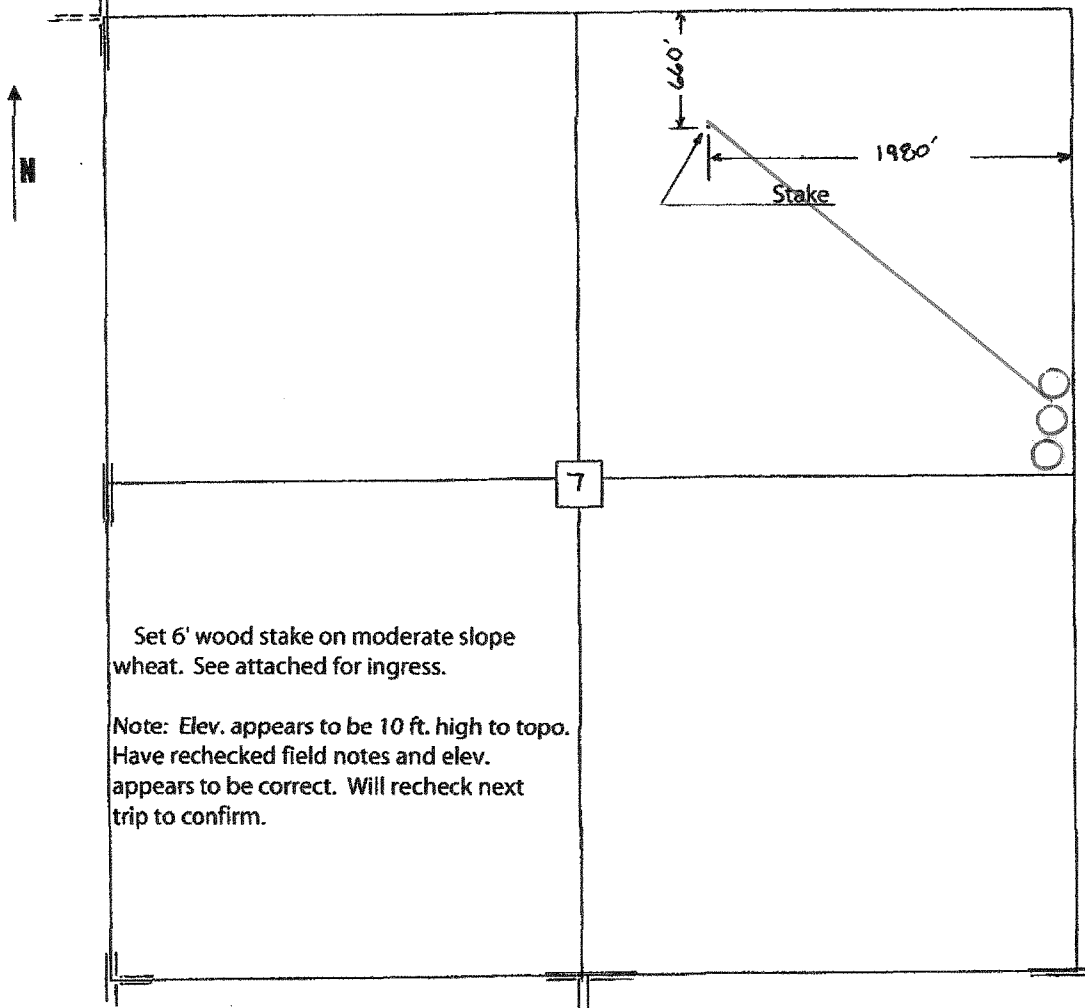 660'
N
1980'
Stake
7
Set 6' wood stake on moderate slope
wheat. See attached for ingress.
Note: Elev. appears to be 10 ft. high to topo.
Have rechecked field notes and elev.
appears to be correct. Will recheck next
trip to confirm.